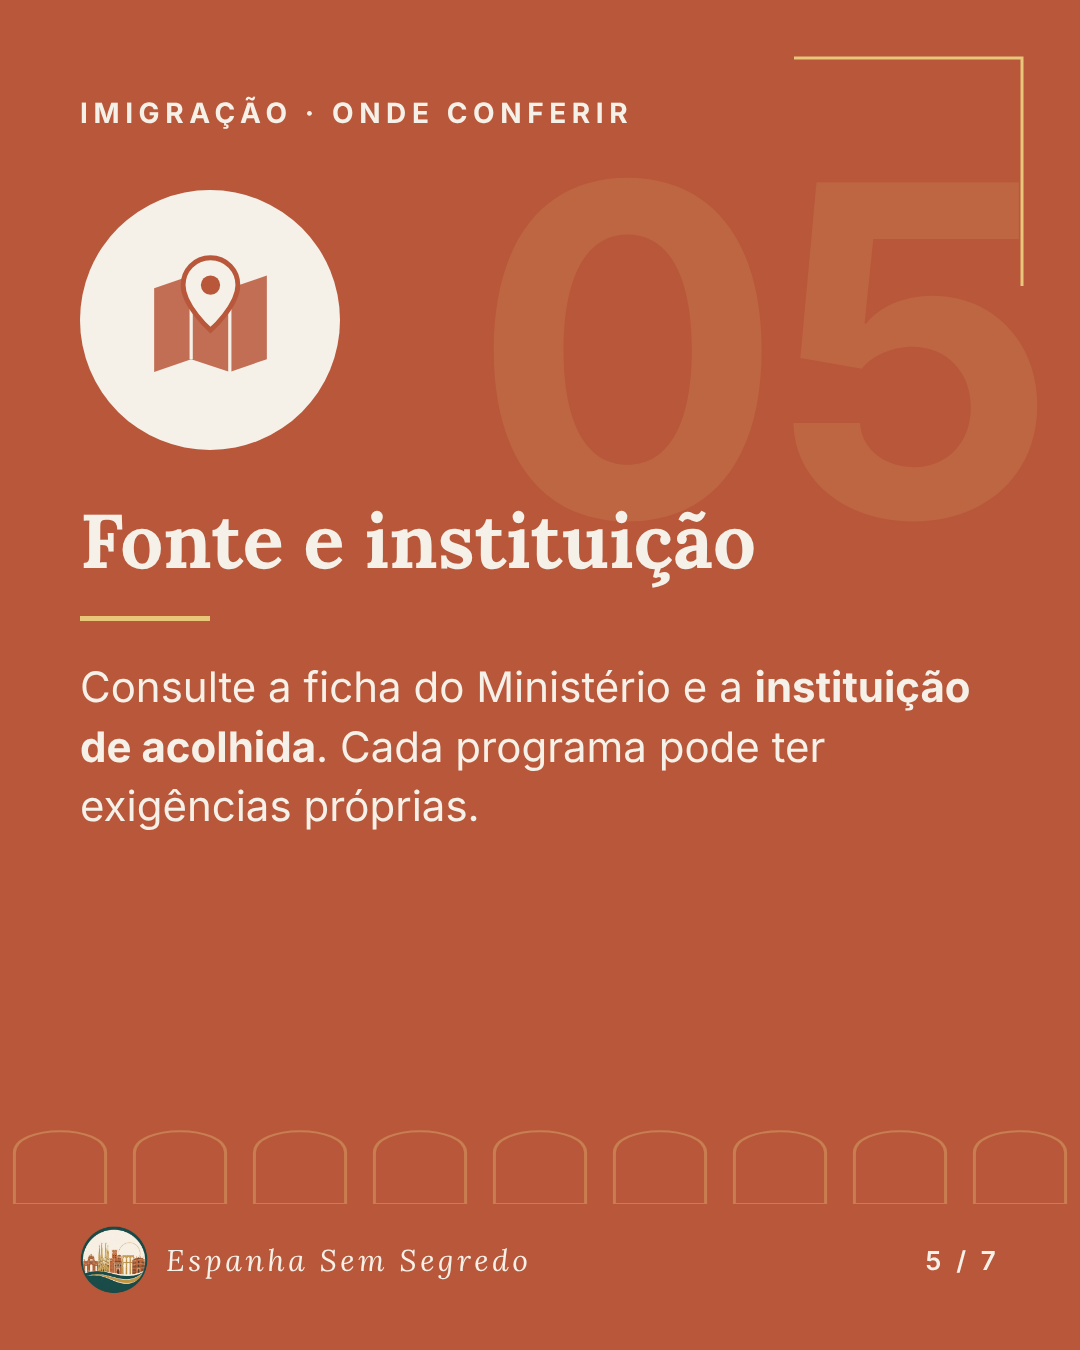 IMIGRAÇÃO · ONDE CONFERIR
05
Fonte e instituição
Consulte a ficha do Ministério e a instituição
de acolhida. Cada programa pode ter
exigências próprias.
Espanha Sem Segredo
5 / 7